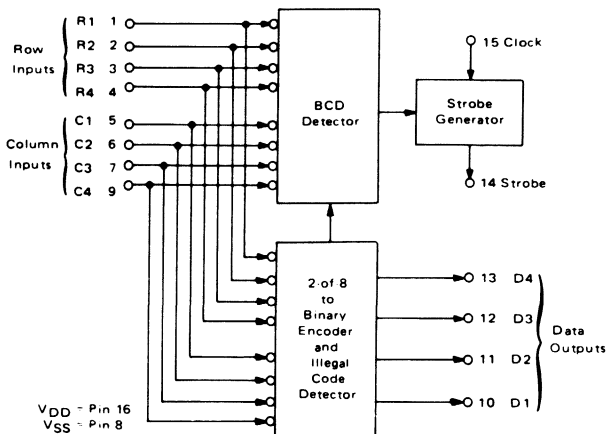 Row
Inputs
R1 1
R2 2
R3 3
R4 4
Column
Inputs
C1 5
C2 6
C3 7
C4 9
BCD
Detector
15 Clock
Strobe
Generator
14 Strobe
2-of-8
to
Binary
Encoder
and
Illegal
Code
Detector
13 D4
12 D3
11 D2
10 D1
Data
Outputs
VDD = Pin 16
VSS = Pin 8